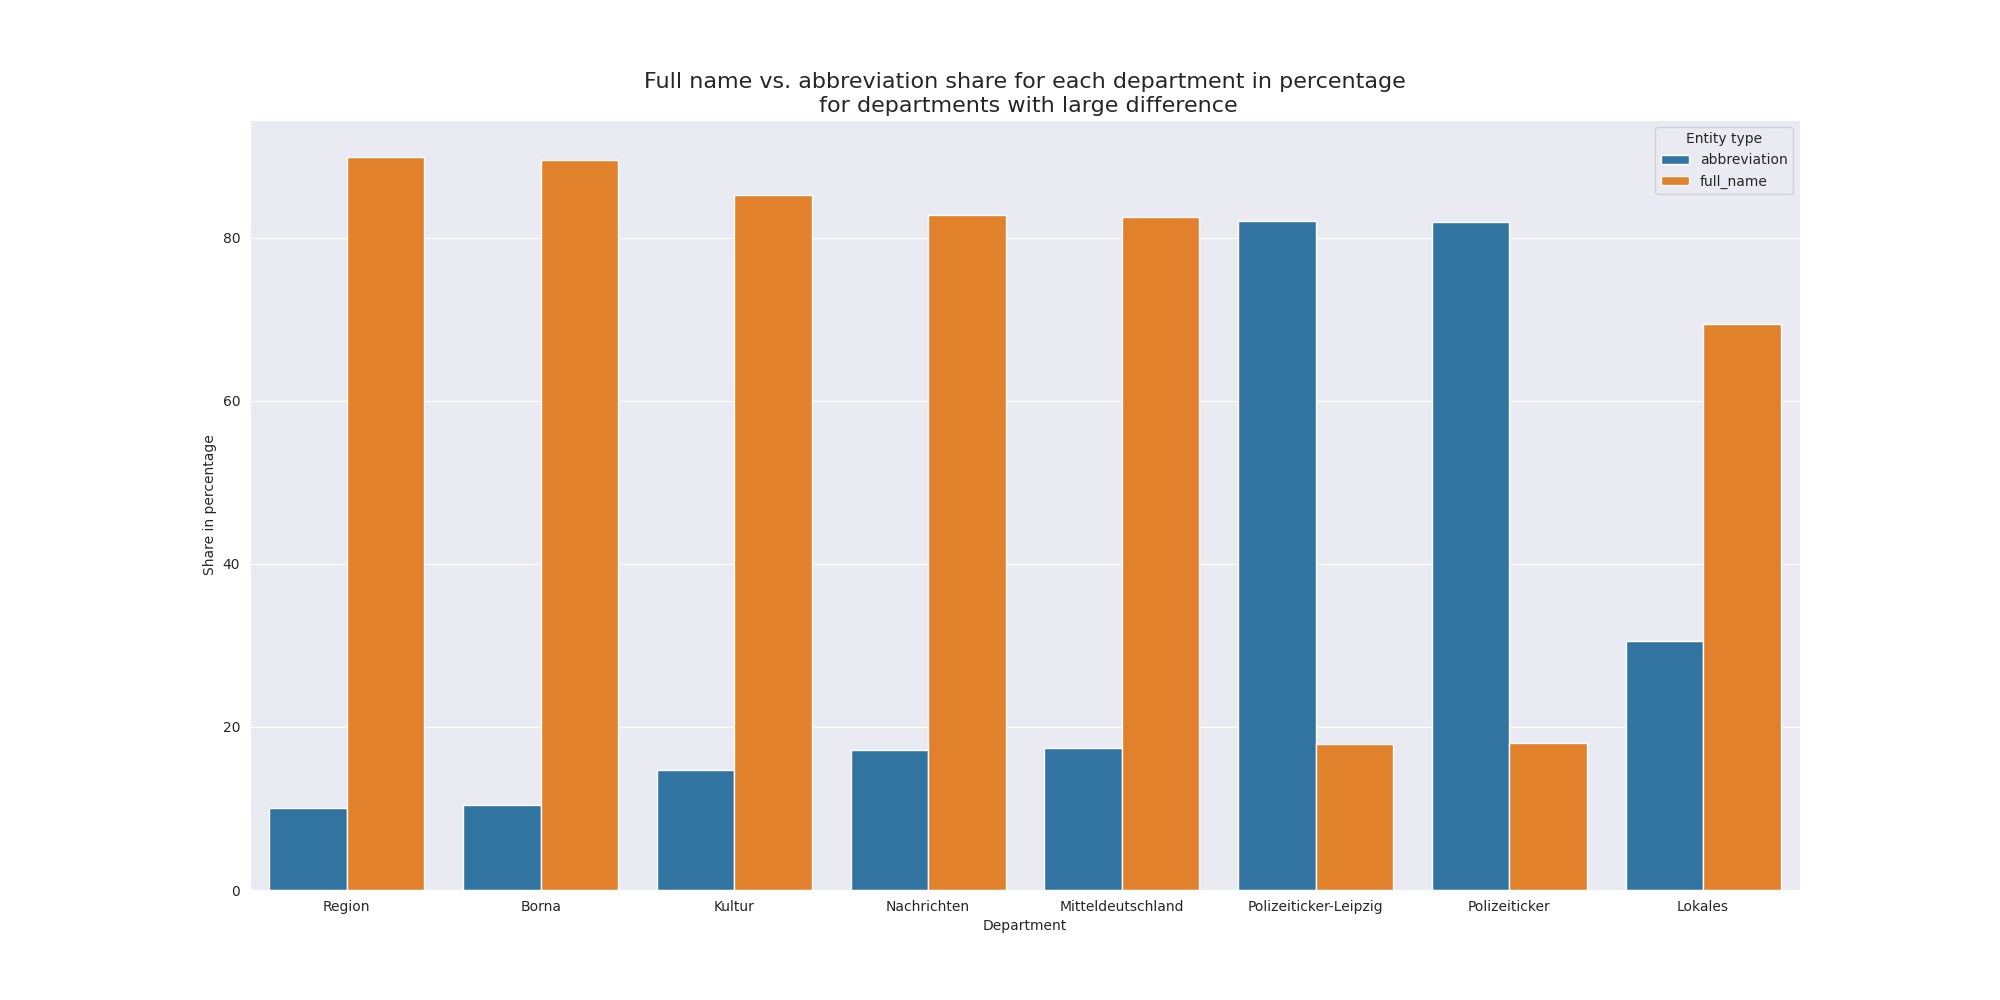 Full name vs. abbreviation share for each department in percentage
for departments with large difference
Entity type
abbreviation
full_name
80
60
40
20
0
Share in percentage
Region
Borna
Kultur
Nachrichten
Mitteldeutschland
Polizeiticker-Leipzig
Polizeiticker
Lokales
Department